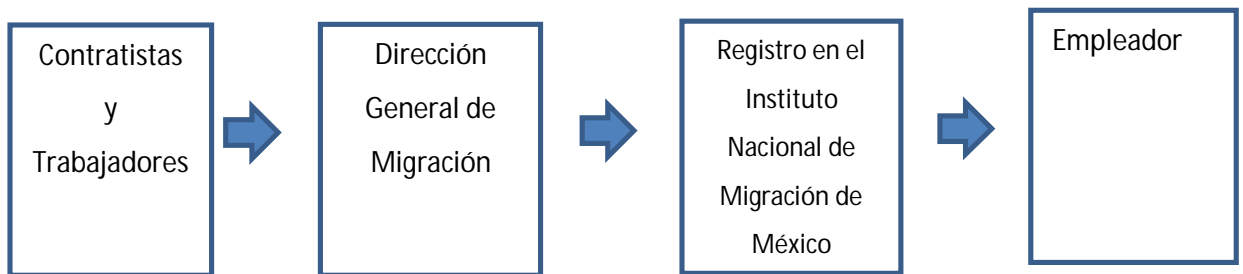 Contratistas
y
Trabajadores
Dirección
General de
Migración
Registro en el
Instituto
Nacional de
Migración de
México
Empleador